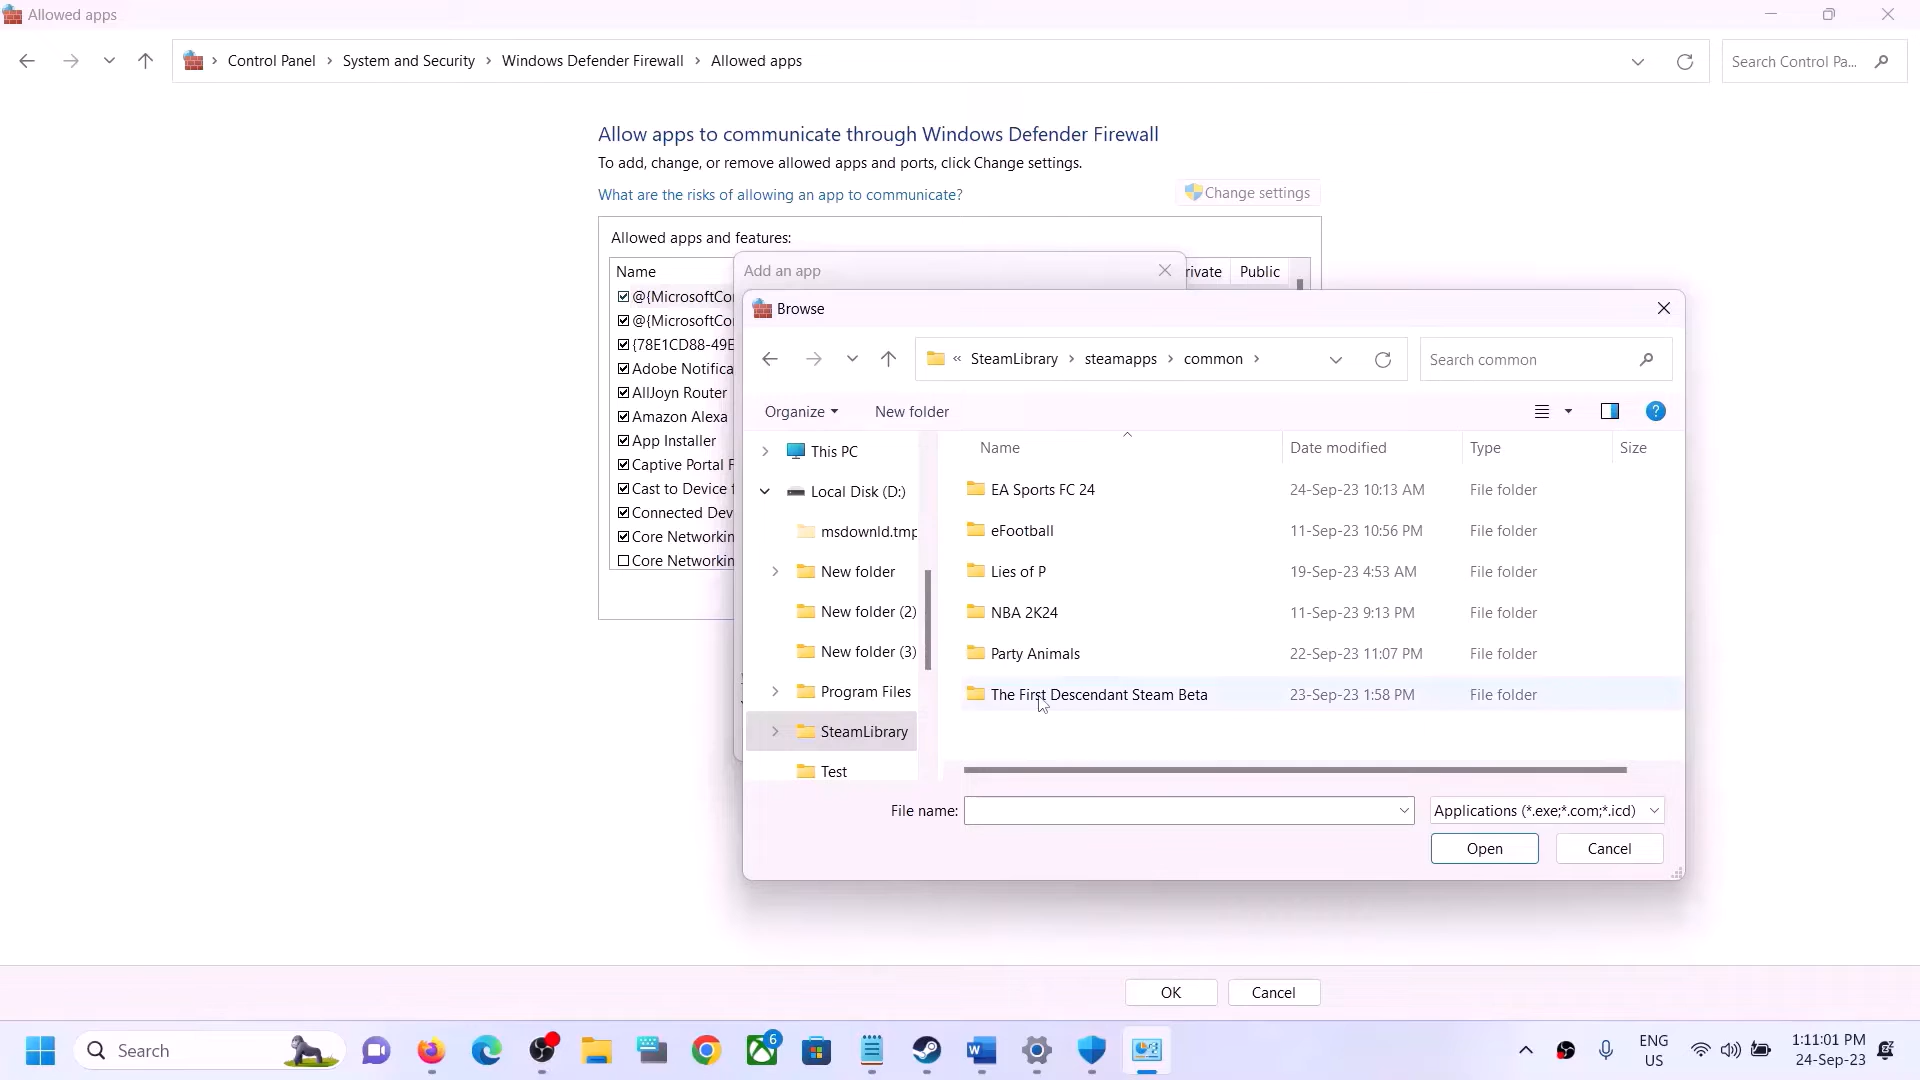 Allowed apps
Control Panel › System and Security › Windows Defender Firewall › Allowed apps
Search Control Pa...
Allow apps to communicate through Windows Defender Firewall
To add, change, or remove allowed apps and ports, click Change settings.
What are the risks of allowing an app to communicate?
Change settings
Allowed apps and features:
Name
Public
@{MicrosoftCo
@{MicrosoftCo
{78E1CD88-49E
Adobe Notifica
AllJoyn Router
Amazon Alexa
App Installer
Captive Portal F
Cast to Device
Connected Dev
Core Networkin
Core Networkin
Add an app
Browse
« SteamLibrary › steamapps › common ›
Search common
Organize
New folder
This PC
Local Disk (D:)
msdownld.tmp
New folder
New folder (2)
New folder (3)
Program Files
SteamLibrary
Test
Name Date modified Type Size
EA Sports FC 24 24-Sep-23 10:13 AM File folder
eFootball 11-Sep-23 10:56 PM File folder
Lies of P 19-Sep-23 4:53 AM File folder
NBA 2K24 11-Sep-23 9:13 PM File folder
Party Animals 22-Sep-23 11:07 PM File folder
The First Descendant Steam Beta 23-Sep-23 1:58 PM File folder
File name:
Applications (*.exe;*.com;*.icd)
Open
Cancel
OK
Cancel
Search
6
ENG
US
1:11:01 PM
24-Sep-23